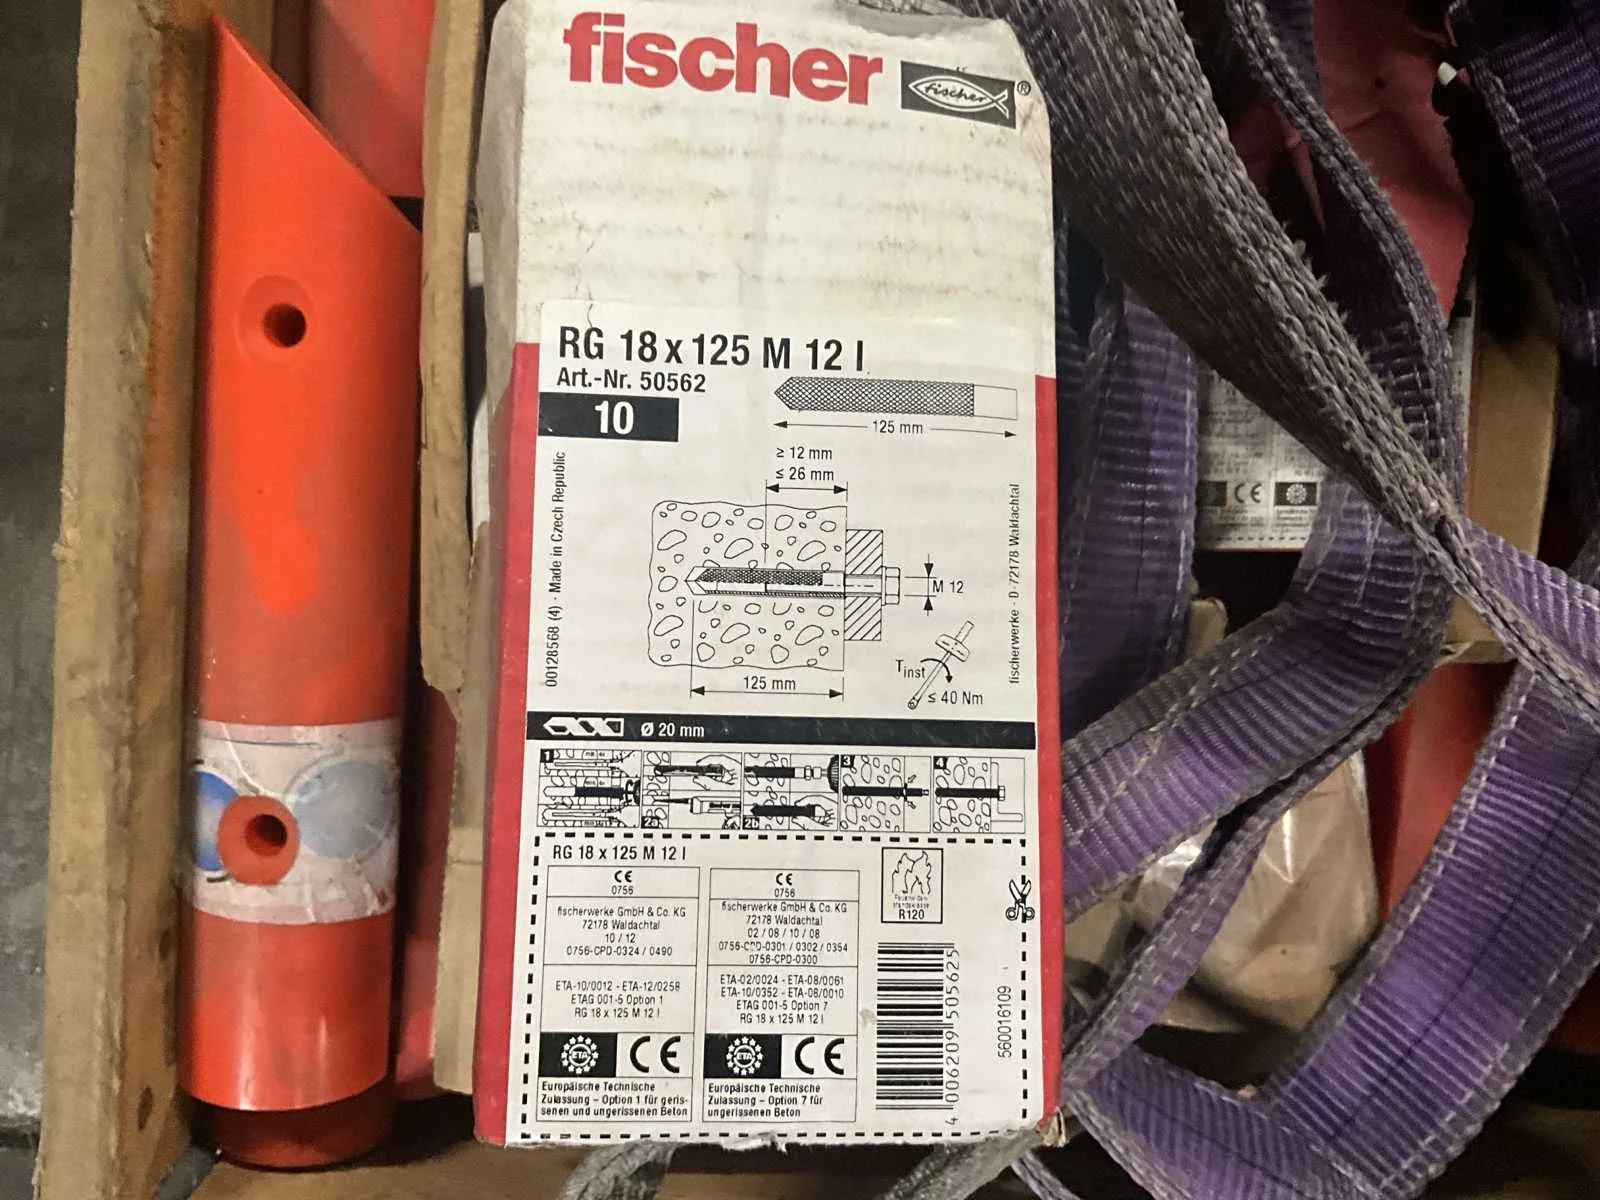 fischer
fischer ®
RG 18 x 125 M 12 I
Art.-Nr. 50562
10
125 mm
≥ 12 mm
≤ 26 mm
00128568 (4) · Made in Czech Republic
fischerwerke · D-72178 Waldachtal
M 12
Tinst
≤ 40 Nm
125 mm
Ø 20 mm
1
2a
2b
3
4
RG 18 x 125 M 12 I
CE
0756
fischerwerke GmbH & Co. KG
72178 Waldachtal
10 / 12
0756-CPD-0324 / 0490
ETA-10/0012 - ETA-12/0258
ETAG 001-5 Option 1
RG 18 x 125 M 12 I
ETA
CE
Europäische Technische
Zulassung – Option 1 für geris-
senen und ungerissenen Beton
CE
0756
fischerwerke GmbH & Co. KG
72178 Waldachtal
02 / 08 / 10 / 08
0756-CPD-0301 / 0302 / 0354
0756-CPD-0300
ETA-02/0024 - ETA-08/0061
ETA-10/0352 - ETA-08/0010
ETAG 001-5 Option 7
RG 18 x 125 M 12 I
ETA
CE
Europäische Technische
Zulassung – Option 7 für
ungerissenen Beton
R120
4 006209 505625
560016109
CE